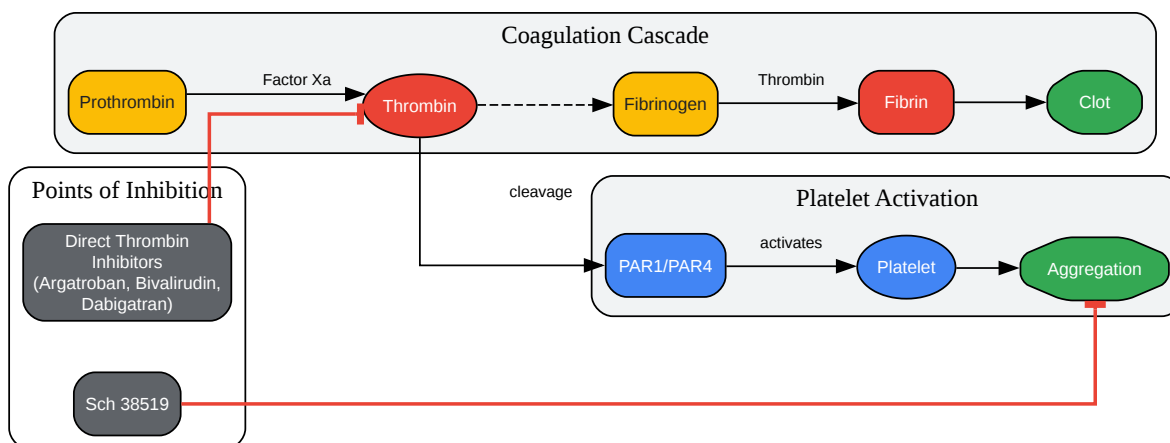 Coagulation Cascade
Factor Xa
Thrombin
Prothrombin
Thrombin
Fibrinogen
Fibrin
Clot
Points of Inhibition
cleavage
Platelet Activation
Direct Thrombin
Inhibitors
(Argatroban, Bivalirudin,
Dabigatran)
activates
PAR1/PAR4
Platelet
Aggregation
Sch 38519